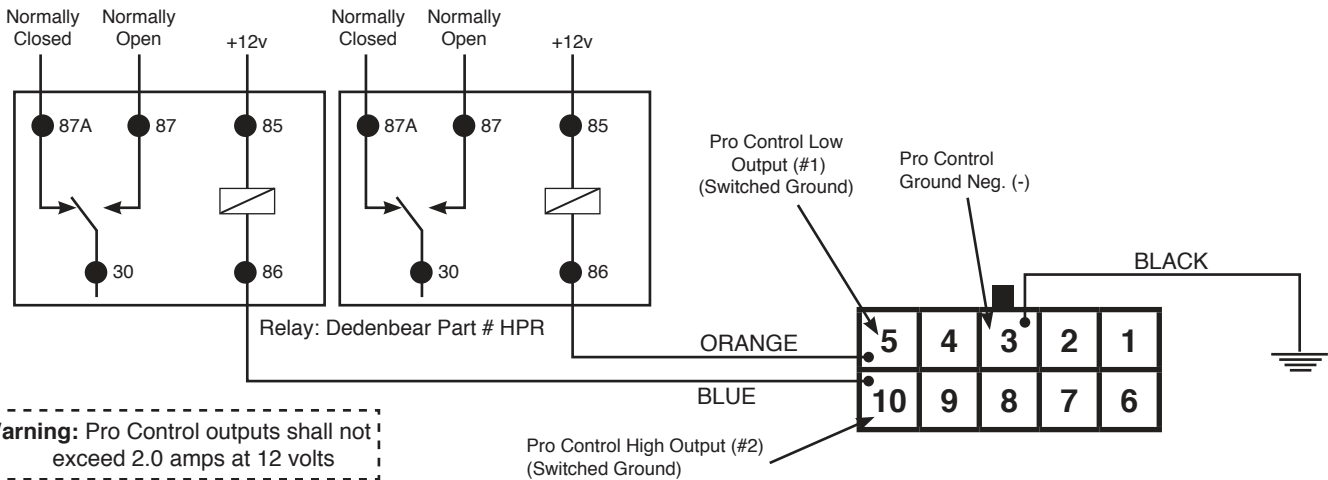 Normally Closed
Normally Open
+12v
Normally Closed
Normally Open
+12v
87A
87
85
87A
87
85
30
86
30
86
Relay: Dedenbear Part # HPR
Pro Control Low
Output (#1)
(Switched Ground)
Pro Control
Ground Neg. (-)
BLACK
ORANGE
BLUE
5 4 3 2 1
10 9 8 7 6
arning: Pro Control outputs shall not
exceed 2.0 amps at 12 volts
Pro Control High Output (#2)
(Switched Ground)